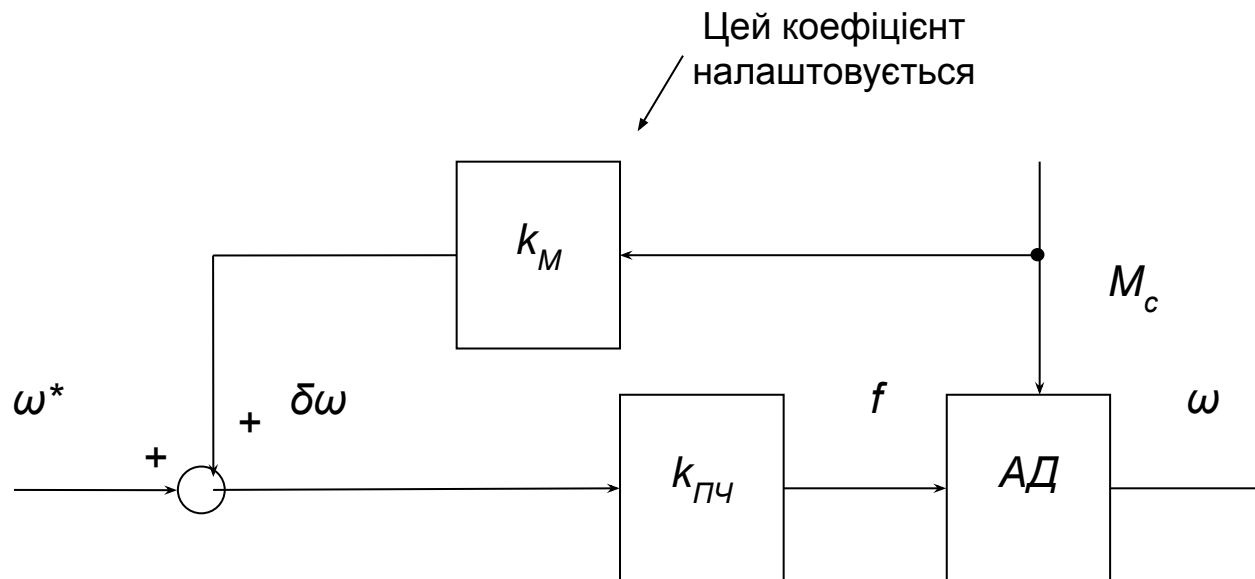 Цей коефіцієнт
налаштовується
k_М
M_c
ω*
+
δω
f
ω
+
k_ПЧ
АД